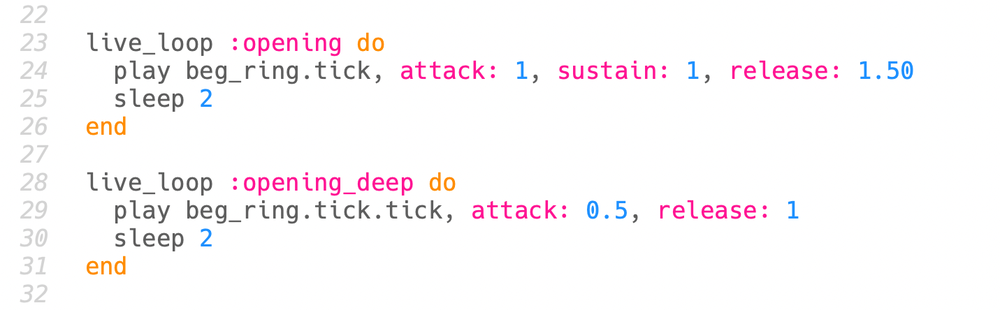 22
23 live_loop :opening do
24 play beg_ring.tick, attack: 1, sustain: 1, release: 1.50
25 sleep 2
26 end
27
28 live_loop :opening_deep do
29 play beg_ring.tick.tick, attack: 0.5, release: 1
30 sleep 2
31 end
32